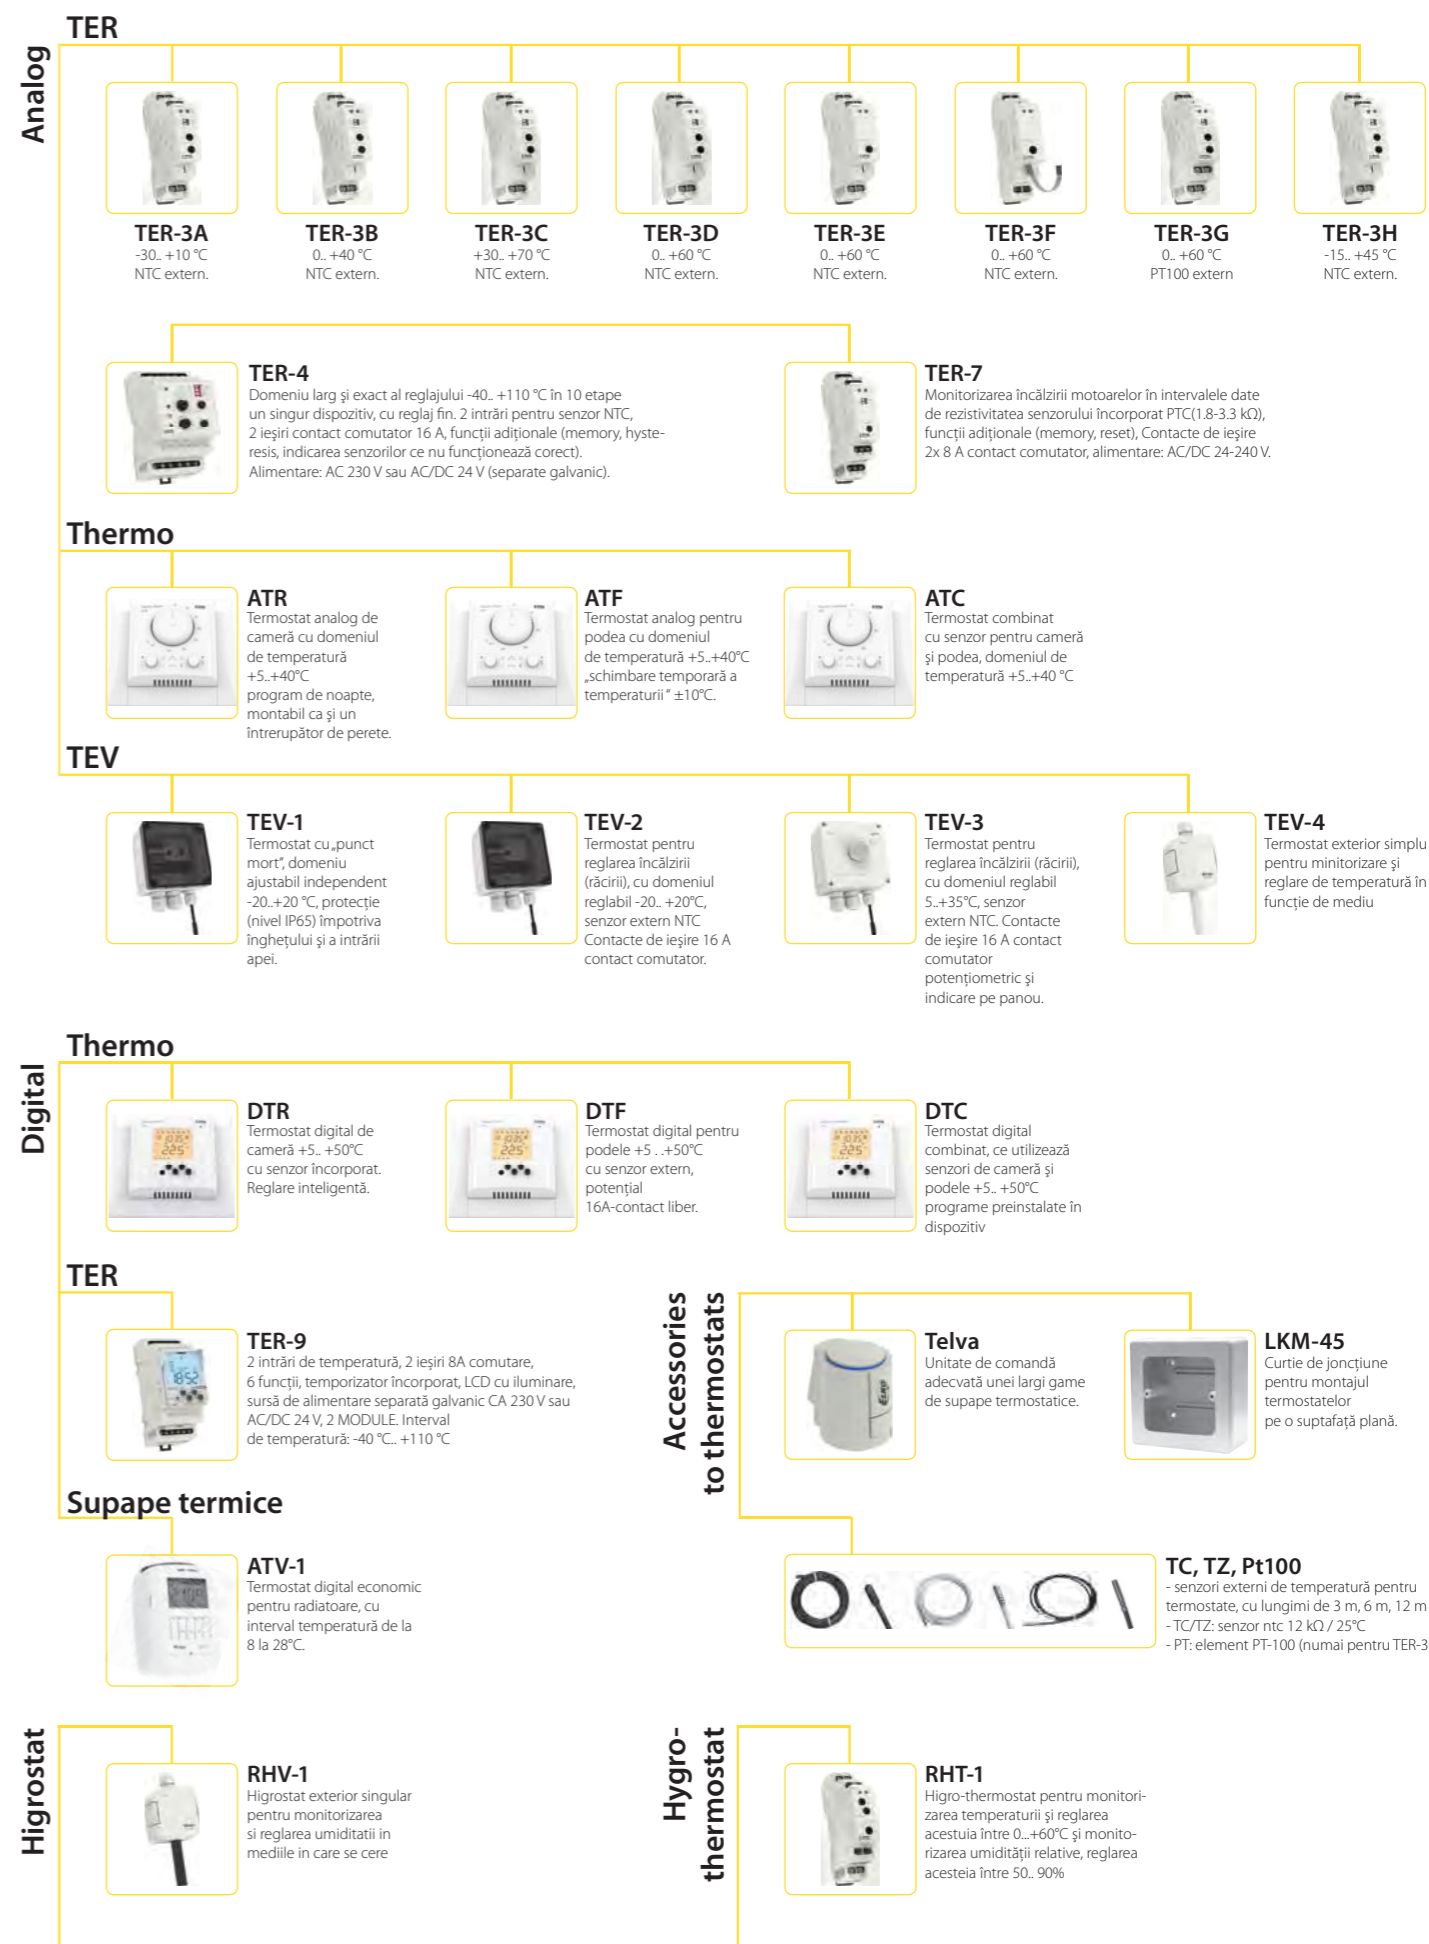 Analog
TER
TER-3A
-30.. +10 °C
NTC extern.
TER-3B
0.. +40 °C
NTC extern.
TER-3C
+30.. +70 °C
NTC extern.
TER-3D
0.. +60 °C
NTC extern.
TER-3E
0.. +60 °C
NTC extern.
TER-3F
0.. +60 °C
NTC extern.
TER-3G
0.. +60 °C
PT100 extern
TER-3H
-15.. +45 °C
NTC extern.
TER-4
Domeniu larg şi exact al reglajului -40.. +110 °C în 10 etape
un singur dispozitiv, cu reglaj fin. 2 intrări pentru senzor NTC,
2 ieşiri contact comutator 16 A, funcţii adiţionale (memory, hyste-
resis, indicarea senzorilor ce nu funcţionează corect).
Alimentare: AC 230 V sau AC/DC 24 V (separate galvanic).
TER-7
Monitorizarea încălzirii motoarelor în intervalele date
de rezistivitatea senzorului încorporat PTC(1.8-3.3 kΩ),
funcţii adiţionale (memory, reset), Contacte de ieşire
2x 8 A contact comutator, alimentare: AC/DC 24-240 V.
Thermo
ATR
Termostat analog de
cameră cu domeniul
de temperatură
+5..+40°C
program de noapte,
montabil ca şi un
întrerupător de perete.
ATF
Termostat analog pentru
podea cu domeniul
de temperatură +5..+40°C
„schimbare temporară a
temperaturii“ ±10°C.
ATC
Termostat combinat
cu senzor pentru cameră
şi podea, domeniul de
temperatură +5..+40 °C
TEV
TEV-1
Termostat cu „punct
mort“, domeniu
ajustabil independent
-20..+20 °C, protecţie
(nivel IP65) împotriva
îngheţului şi a intrării
apei.
TEV-2
Termostat pentru
reglarea încălzirii
(răcirii), cu domeniul
reglabil -20.. +20°C,
senzor extern NTC
Contacte de ieşire 16 A
contact comutator.
TEV-3
Termostat pentru
reglarea încălzirii (răcirii),
cu domeniul reglabil
5..+35°C, senzor
extern NTC. Contacte
de ieşire 16 A contact
comutator
potenţiometric şi
indicare pe panou.
TEV-4
Termostat exterior simplu
pentru minitorizare şi
reglare de temperatură în
funcţie de mediu
Digital
Thermo
DTR
Termostat digital de
cameră +5.. +50°C
cu senzor încorporat.
Reglare inteligentă.
DTF
Termostat digital pentru
podele +5 . .+50°C
cu senzor extern,
potenţial
16A-contact liber.
DTC
Termostat digital
combinat, ce utilizează
senzori de cameră şi
podele +5.. +50°C
programe preinstalate în
dispozitiv
TER
TER-9
2 intrări de temperatură, 2 ieşiri 8A comutare,
6 funcţii, temporizator încorporat, LCD cu iluminare,
sursă de alimentare separată galvanic CA 230 V sau
AC/DC 24 V, 2 MODULE. Interval
de temperatură: -40 °C.. +110 °C
Accessories
to thermostats
Telva
Unitate de comandă
adecvată unei largi game
de supape termostatice.
LKM-45
Curtie de joncţiune
pentru montajul
termostatelor
pe o suptafaţă plană.
Supape termice
ATV-1
Termostat digital economic
pentru radiatoare, cu
interval temperatură de la
8 la 28°C.
TC, TZ, Pt100
- senzori externi de temperatură pentru
termostate, cu lungimi de 3 m, 6 m, 12 m
- TC/TZ: senzor ntc 12 kΩ / 25°C
- PT: element PT-100 (numai pentru TER-3
Higrostat
RHV-1
Higrostat exterior singular
pentru monitorizarea
si reglarea umiditatii in
mediile in care se cere
Hygro-
thermostat
RHT-1
Higro-thermostat pentru monitori-
zarea temperaturii şi reglarea
acestuia între 0...+60°C şi monito-
rizarea umidităţii relative, reglarea
acesteia între 50.. 90%